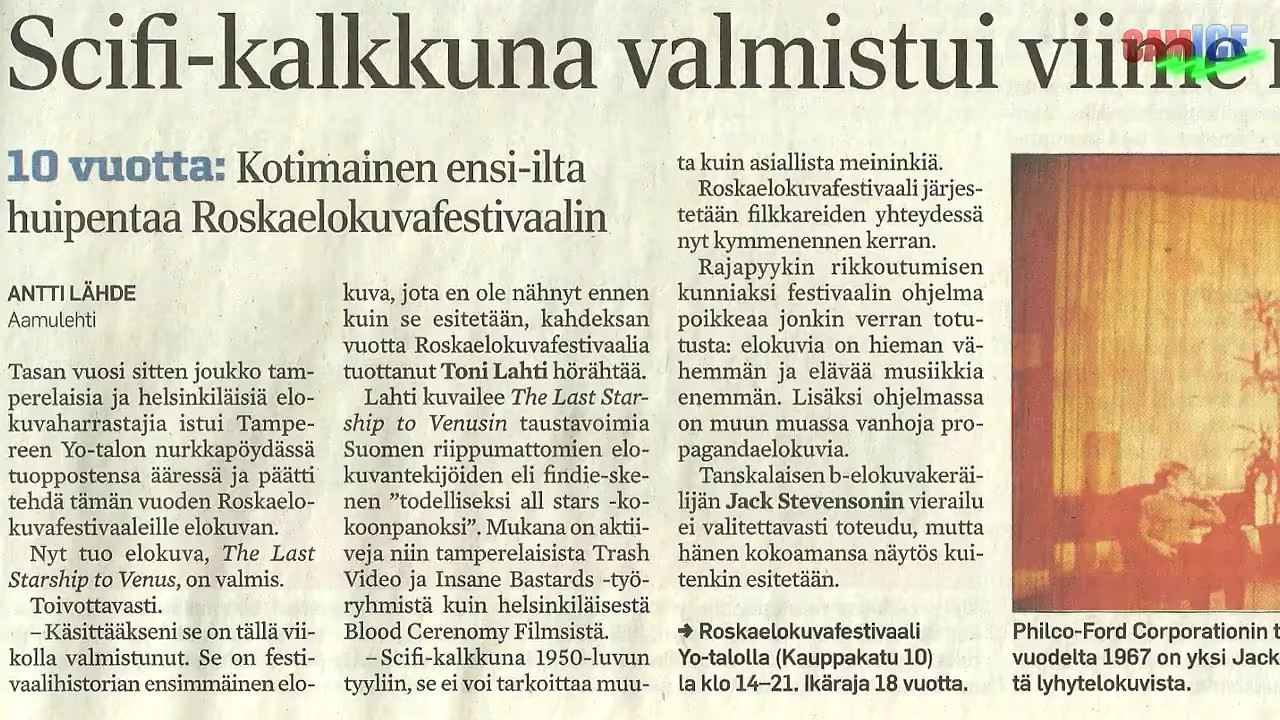 Scifi-kalkkuna valmistui viime
CAMICE
10 vuotta: Kotimainen ensi-ilta
huipentaa Roskaelokuvafestivaalin
ANTTI LÄHDE
Aamulehti
Tasan vuosi sitten joukko tam-
perelaisia ja helsinkiläisiä elo-
kuvaharrastajia istui Tampe-
reen Yo-talon nurkkapöydässä
tuoppostensa ääressä ja päätti
tehdä tämän vuoden Roskaelo-
kuvafestivaaleille elokuvan.
Nyt tuo elokuva, The Last
Starship to Venus, on valmis.
Toivottavasti.
– Käsittääkseni se on tällä vii-
kolla valmistunut. Se on festi-
vaalihistorian ensimmäinen elo-
kuva, jota en ole nähnyt ennen
kuin se esitetään, kahdeksan
vuotta Roskaelokuvafestivaalia
tuottanut Toni Lahti hörähtää.
Lahti kuvailee The Last Star-
ship to Venusin taustavoimia
Suomen riippumattomien elo-
kuvantekijöiden eli findie-ske-
nen ”todelliseksi all stars -ko-
koonpanoksi”. Mukana on aktii-
veja niin tamperelaisista Trash
Video ja Insane Bastards -työ-
ryhmistä kuin helsinkiläisestä
Blood Cerenomy Filmsistä.
– Scifi-kalkkuna 1950-luvun
tyyliin, se ei voi tarkoittaa muu-
ta kuin asiallista meininkiä.
Roskaelokuvafestivaali järjes-
tetään filkkareiden yhteydessä
nyt kymmenennen kerran.
Rajapyykin rikkoutumisen
kunniaksi festivaalin ohjelma
poikkeaa jonkin verran totu-
tusta: elokuvia on hieman vä-
hemmän ja elävää musiikkia
enemmän. Lisäksi ohjelmassa
on muun muassa vanhoja pro-
pagandaelokuvia.
Tanskalaisen b-elokuvakeräi-
lijän Jack Stevensonin vierailu
ei valitettavasti toteudu, mutta
hänen kokoamansa näytös kui-
tenkin esitetään.
➔ Roskaelokuvafestivaali
Yo-talolla (Kauppakatu 10)
la klo 14–21. Ikäraja 18 vuotta.
Philco-Ford Corporationin
vuodelta 1967 on yksi Jack
tä lyhytelokuvista.